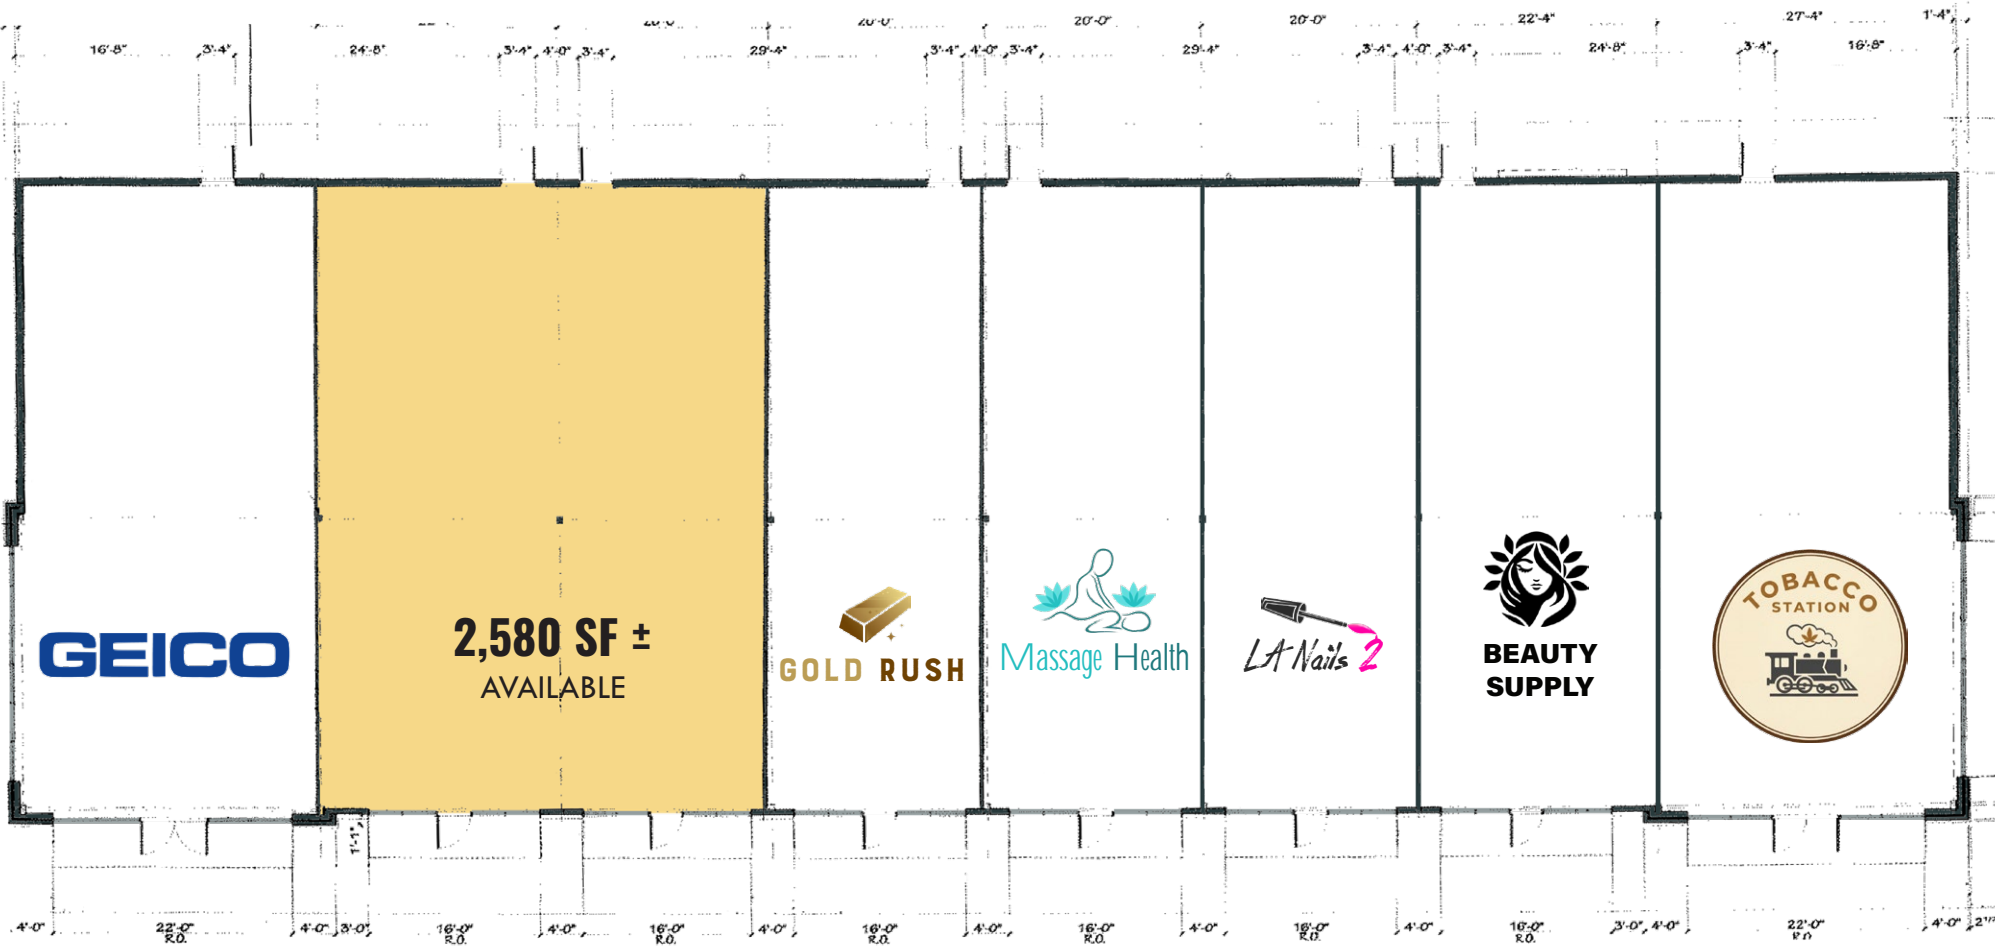 20'-0" 20'-0" 20'-0" 22'-4" 27'-4" 1'-4"
16'-8" 3'-4" 24'-8" 3'-4" 4'-0" 3'-4" 29'-4" 3'-4" 4'-0" 3'-4" 29'-4" 3'-4" 4'-0" 3'-4" 24'-8" 3'-4" 16'-8"
GEICO
2,580 SF ±
AVAILABLE
GOLD RUSH
Massage Health
LA Nails 2
BEAUTY
SUPPLY
TOBACCO
STATION
1'-1"
4'-0" 22'-0" 4'-0" 3'-0" 16'-0" 4'-0" 16'-0" 4'-0" 16'-0" 4'-0" 16'-0" 4'-0" 16'-0" 4'-0" 16'-0" 3'-0" 4'-0" 22'-0" 4'-0"
R.O. R.O. R.O. R.O. R.O. R.O. R.O. R.O.